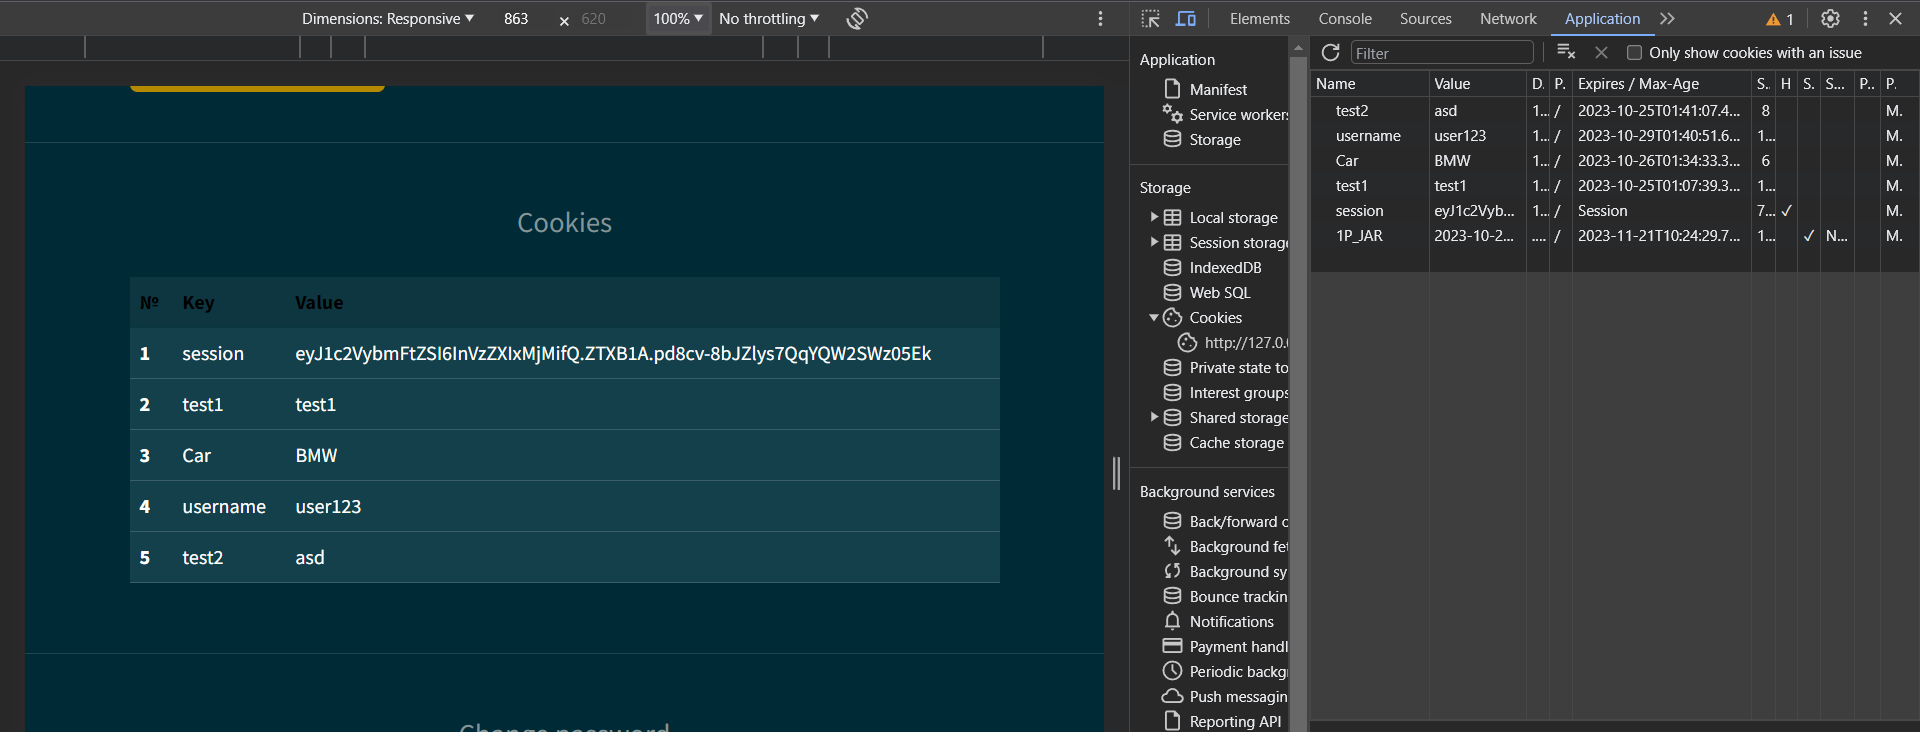 Dimensions: Responsive ▼ 863 × 620 100% ▼ No throttling ▼
Elements Console Sources Network Application 1
Cookies
№ Key Value
1 session eyJ1c2VybmFtZSI6InVzZXIxMjMifQ.ZTXB1A.pd8cv-8bJZlys7QqYQW2SWz05Ek
2 test1 test1
3 Car BMW
4 username user123
5 test2 asd
Change password
Application
Manifest
Service workers
Storage
Storage
Local storage
Session storage
IndexedDB
Web SQL
Cookies
http://127.0.
Private state to
Interest groups
Shared storage
Cache storage
Background services
Back/forward c
Background fet
Background sy
Bounce trackin
Notifications
Payment handl
Periodic backg
Push messagin
Reporting API
Filter Only show cookies with an issue
Name Value D. P. Expires / Max-Age S. H S. S... P.. P.
test2 asd 1... / 2023-10-25T01:41:07.4... 8 M.
username user123 1... / 2023-10-29T01:40:51.6... 1... M.
Car BMW 1... / 2023-10-26T01:34:33.3... 6 M.
test1 test1 1... / 2023-10-25T01:07:39.3... 1... M.
session eyJ1c2Vyb... 1... / Session 7... ✓ M.
1P_JAR 2023-10-2... .... / 2023-11-21T10:24:29.7... 1... ✓ N... M.